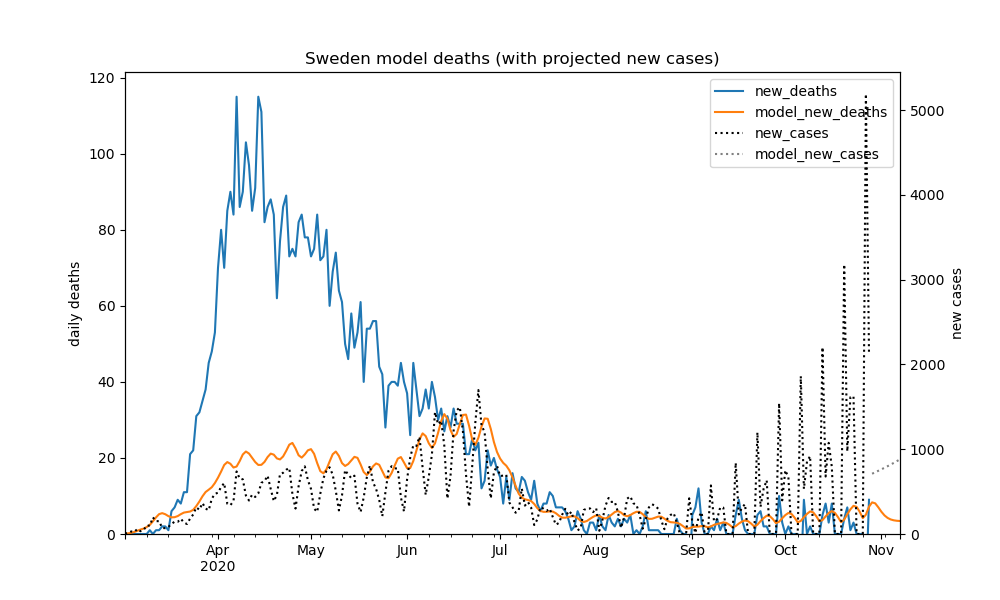 Sweden model deaths (with projected new cases)
new_deaths
model_new_deaths
new_cases
model_new_cases
daily deaths
new cases
120
100
80
60
40
20
0
5000
4000
3000
2000
1000
0
Apr
2020
May
Jun
Jul
Aug
Sep
Oct
Nov